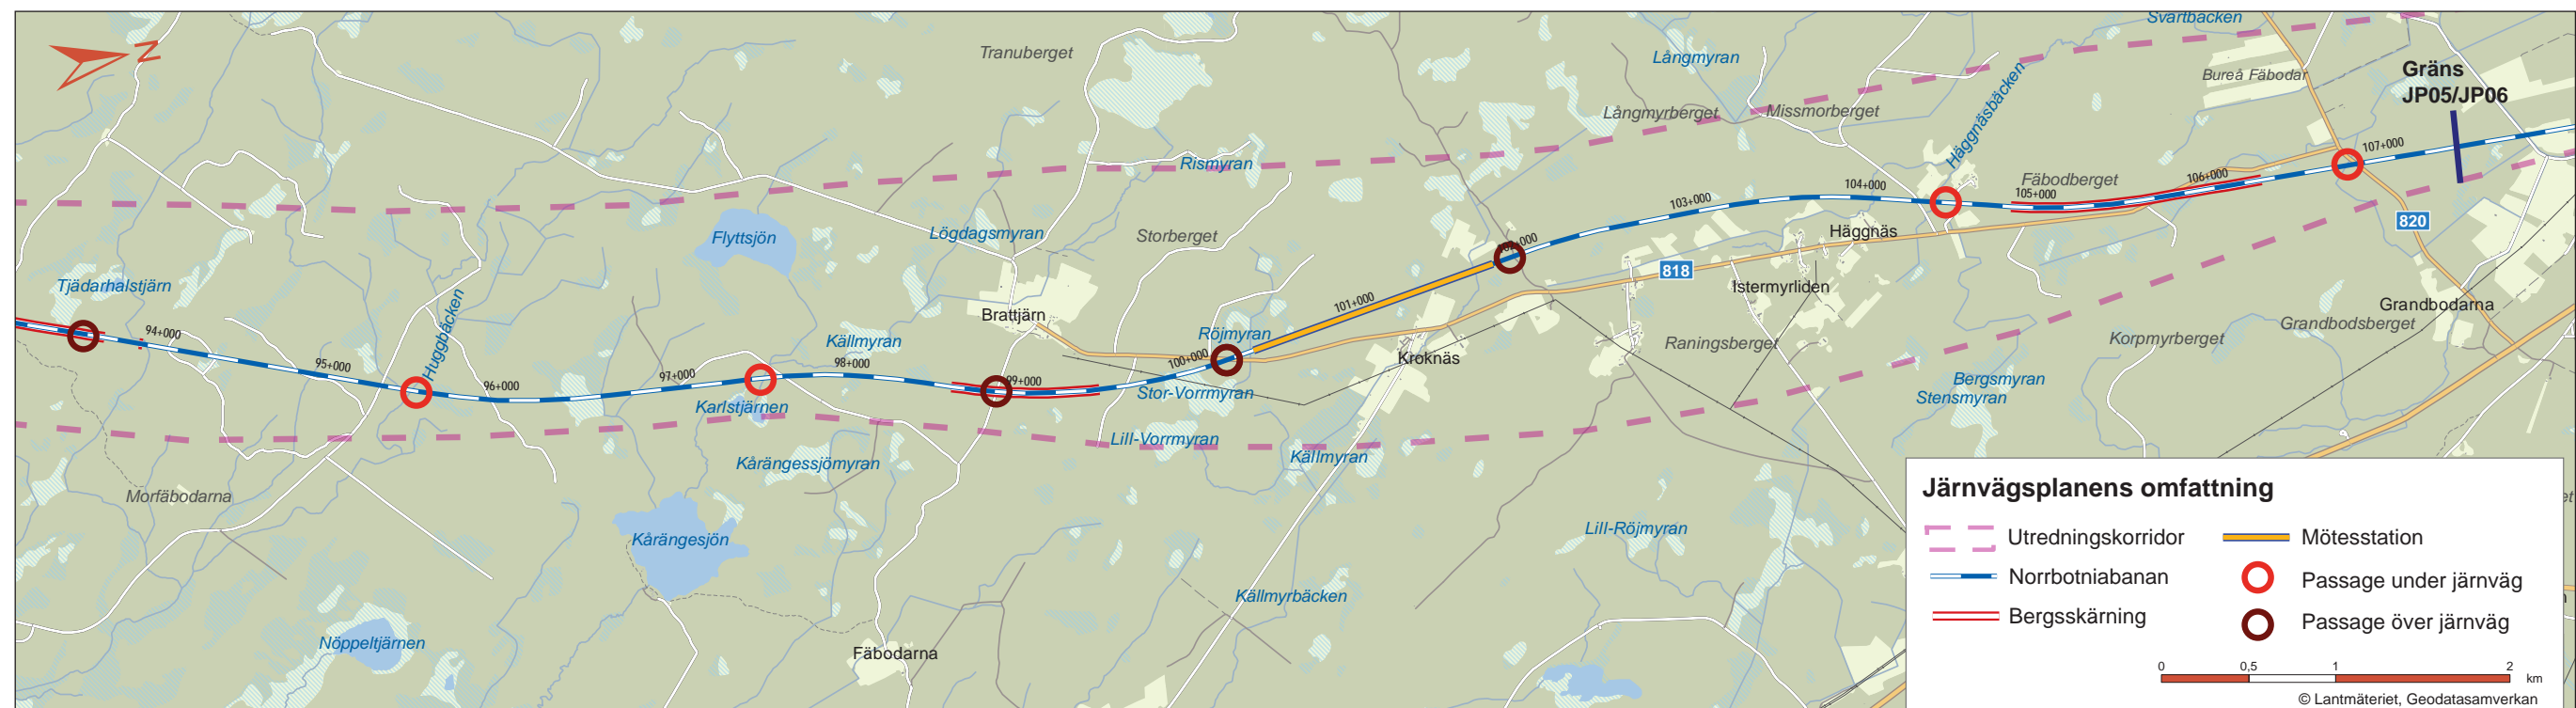 N
Tranuberget
Svartbäcken
Långmyran
Bureå Fäbodar
Gräns
JP05/JP06
Långmyrberget
Missmorberget
Häggnäsbäcken
Rismyran
107+000
106+000
Fäbodberget
104+000
105+000
103+000
Flyttsjön
Lögdagsmyran
Storberget
Häggnäs
820
818
Tjädarhalstjärn
Istermyrliden
Grandbodarna
101+000
Brattjärn
Röjmyran
Grandbodsberget
Korpmyrberget
94+000
Huggbäcken
Källmyran
Raningsberget
Kroknäs
100+000
95+000
96+000
97+000
98+000
99+000
Bergsmyran
Stensmyran
Stor-Vorrmyran
Karlstjärnen
Lill-Vorrmyran
Kårängessjömyran
Källmyran
Morfäbodarna
Kårängesjön
Lill-Röjmyran
Källmyrbäcken
Nöppeltjärnen
Fäbodarna
Järnvägsplanens omfattning
Utredningskorridor
Mötesstation
Norrbotniabanan
Passage under järnväg
Bergsskärning
Passage över järnväg
0 0,5 1 2
km
© Lantmäteriet, Geodatasamverkan